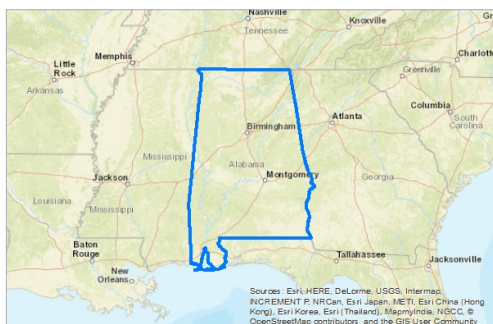 Nashville
Knoxville
Tennessee
Memphis
Charlotte
Little
Rock
Greenville
Arkansas
Columbia
Atlanta
South
Carolina
Birmingham
Mississippi
Alabama
Montgomery
Georgia
Jackson
Louisiana
Mississippi
Baton
Rouge
Tallahassee
Jacksonville
New
Orleans
Sources: Esri, HERE, DeLorme, USGS, Intermap,
INCREMENT P, NRCan, Esri Japan, METI, Esri China (Hong
Kong), Esri Korea, Esri (Thailand), MapmyIndia, NGCC, ©
OpenStreetMap contributors, and the GIS User Community